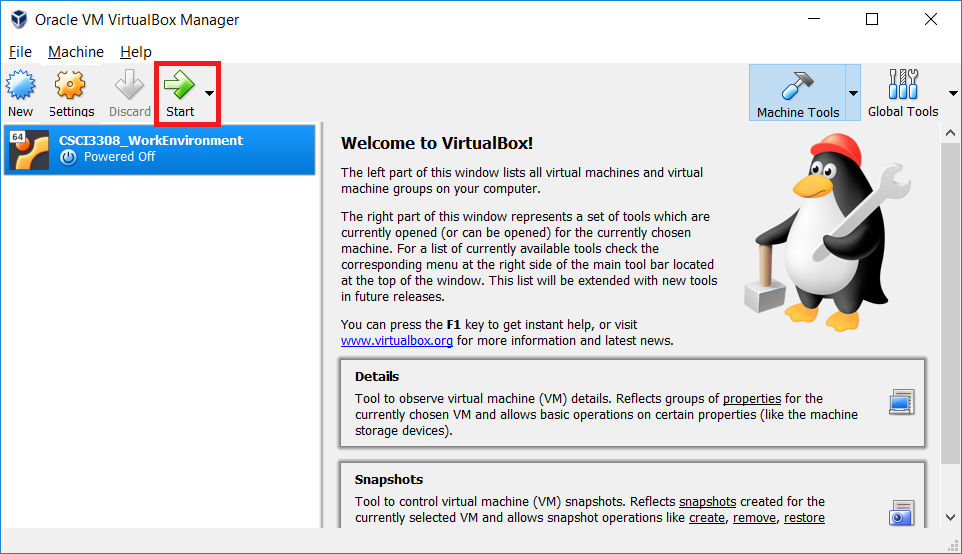 Oracle VM VirtualBox Manager
File Machine Help
New Settings Discard Start Machine Tools Global Tools
64
CSCI3308_WorkEnvironment
Powered Off
Welcome to VirtualBox!
The left part of this window lists all virtual machines and virtual
machine groups on your computer.
The right part of this window represents a set of tools which are
currently opened (or can be opened) for the currently chosen
machine. For a list of currently available tools check the
corresponding menu at the right side of the main tool bar located
at the top of the window. This list will be extended with new tools
in future releases.
You can press the F1 key to get instant help, or visit
www.virtualbox.org for more information and latest news.
Details
Tool to observe virtual machine (VM) details. Reflects groups of properties for the
currently chosen VM and allows basic operations on certain properties (like the machine
storage devices).
Snapshots
Tool to control virtual machine (VM) snapshots. Reflects snapshots created for the
currently selected VM and allows snapshot operations like create, remove, restore